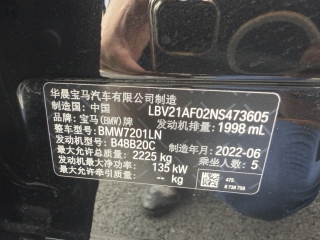 华晨宝马汽车有限公司制造
制造国：中国 LBV21AF02NS473605
品牌：宝马(BMW)牌 发动机排量：1998 mL
整车型号：BMW7201LN
发动机型号：B48B20C 制造年月：2022-06
最大允许总质量：2225 kg 乘坐人数：5
发动机最大净功率：135 kW
最大允许牵引质量：-- kg